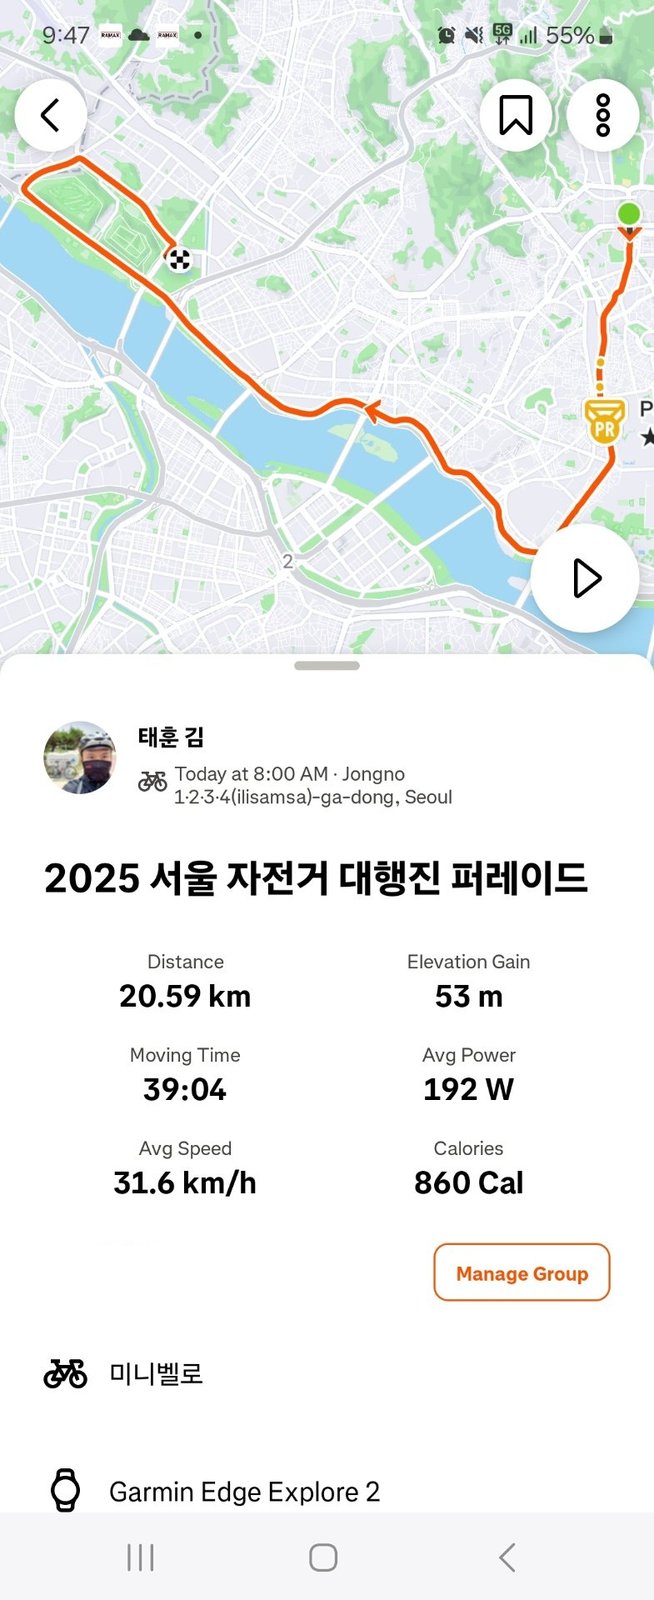 9:47
RAMAX
RAMAX
5G
55%
P
PR
2
태훈 김
Today at 8:00 AM · Jongno
1·2·3·4(ilisamsa)-ga-dong, Seoul
2025 서울 자전거 대행진 퍼레이드
Distance
Elevation Gain
20.59 km
53 m
Moving Time
Avg Power
39:04
192 W
Avg Speed
Calories
31.6 km/h
860 Cal
Manage Group
미니벨로
Garmin Edge Explore 2